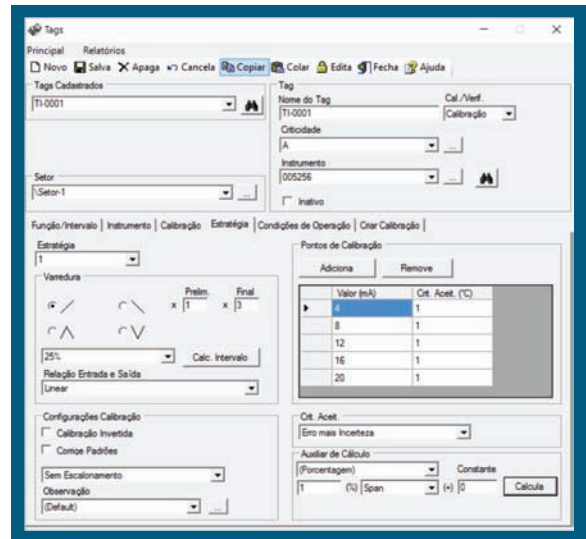 Tags
Principal Relatórios
Novo Salva Apaga Cancela Copiar Colar Edita Fecha Ajuda
Tags Cadastrados
TI-0001
Setor
\Setor-1
Tag
Nome do Tag Cal./Verif.
TI-0001 Calibração
Criticidade
A ...
Instrumento
005256 ...
Inativo
Função/Intervalo Instrumento Calibração Estratégia Condições de Operação Criar Calibração
Estratégia
1
Varredura
Prelim. Final
x 1 x 3
25% Calc. Intervalo
Relação Entrada e Saída
Linear
Configurações Calibração
Calibração Invertida
Corrige Padrões
Sem Escalonamento
Observação
(Default) ...
Pontos de Calibração
Adiciona Remove
Valor (mA) Crit. Aceit. (°C)
4 1
8 1
12 1
16 1
20 1
Crit. Aceit.
Erro mais Incerteza
Auxiliar de Cálculo
(Porcentagem) Constante
1 (%) Span (+) 0 Calcula